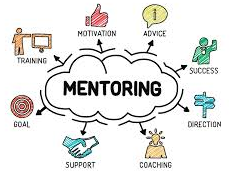 MOTIVATION
ADVICE
TRAINING
SUCCESS
MENTORING
GOAL
DIRECTION
SUPPORT
COACHING